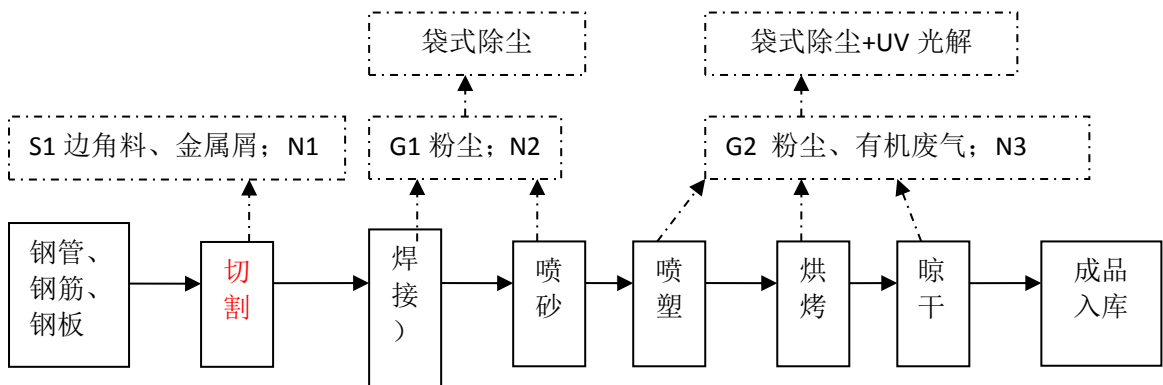 袋式除尘
袋式除尘+UV 光解
S1 边角料、金属屑；N1
G1 粉尘；N2
G2 粉尘、有机废气；N3
钢管、
钢筋、
钢板
切
割
焊
接）
喷
砂
喷
塑
烘
烤
晾
干
成品
入库